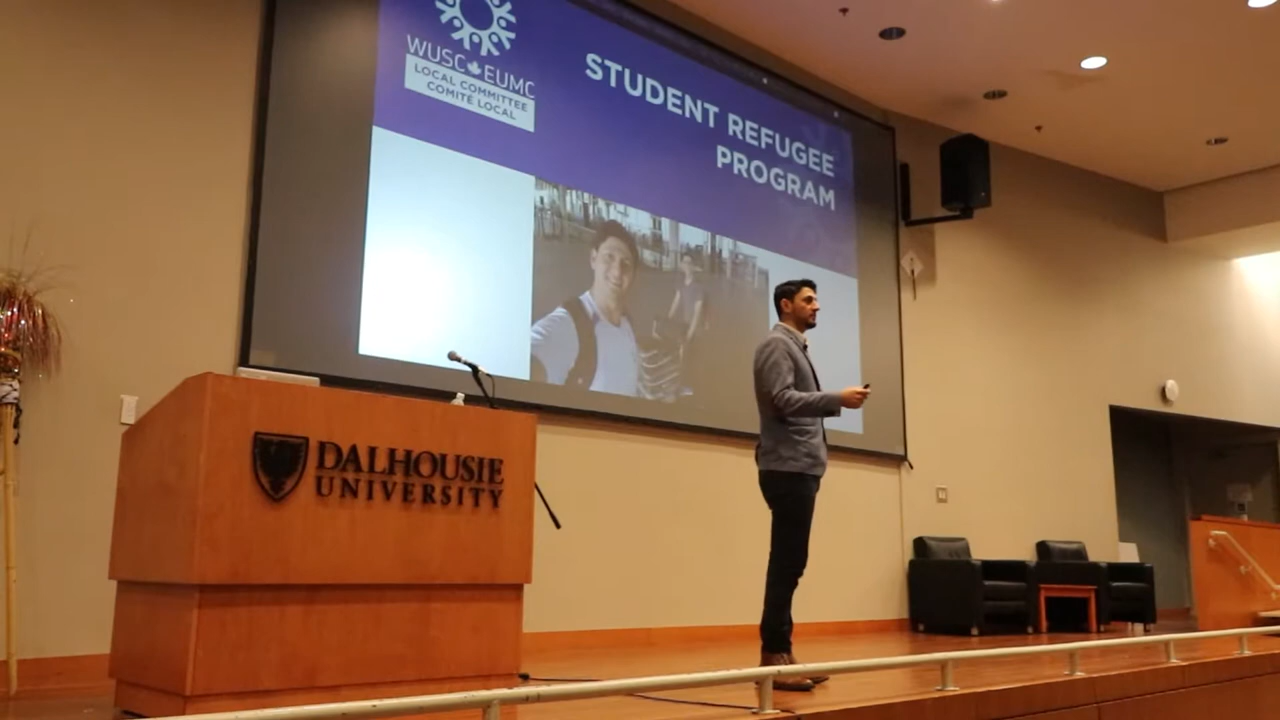 WUSC EUMC
LOCAL COMMITTEE
COMITÉ LOCAL
STUDENT REFUGEE
PROGRAM
DALHOUSIE
UNIVERSITY